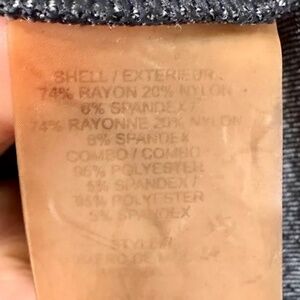 SHELL / EXTERIEUR
74% RAYON 20% NYLON
6% SPANDEX /
74% RAYONNE 20% NYLON
6% SPANDEX
COMBO / COMBO
95% POLYESTER
5% SPANDEX /
95% POLYESTER
5% SPANDEX
STYLE #